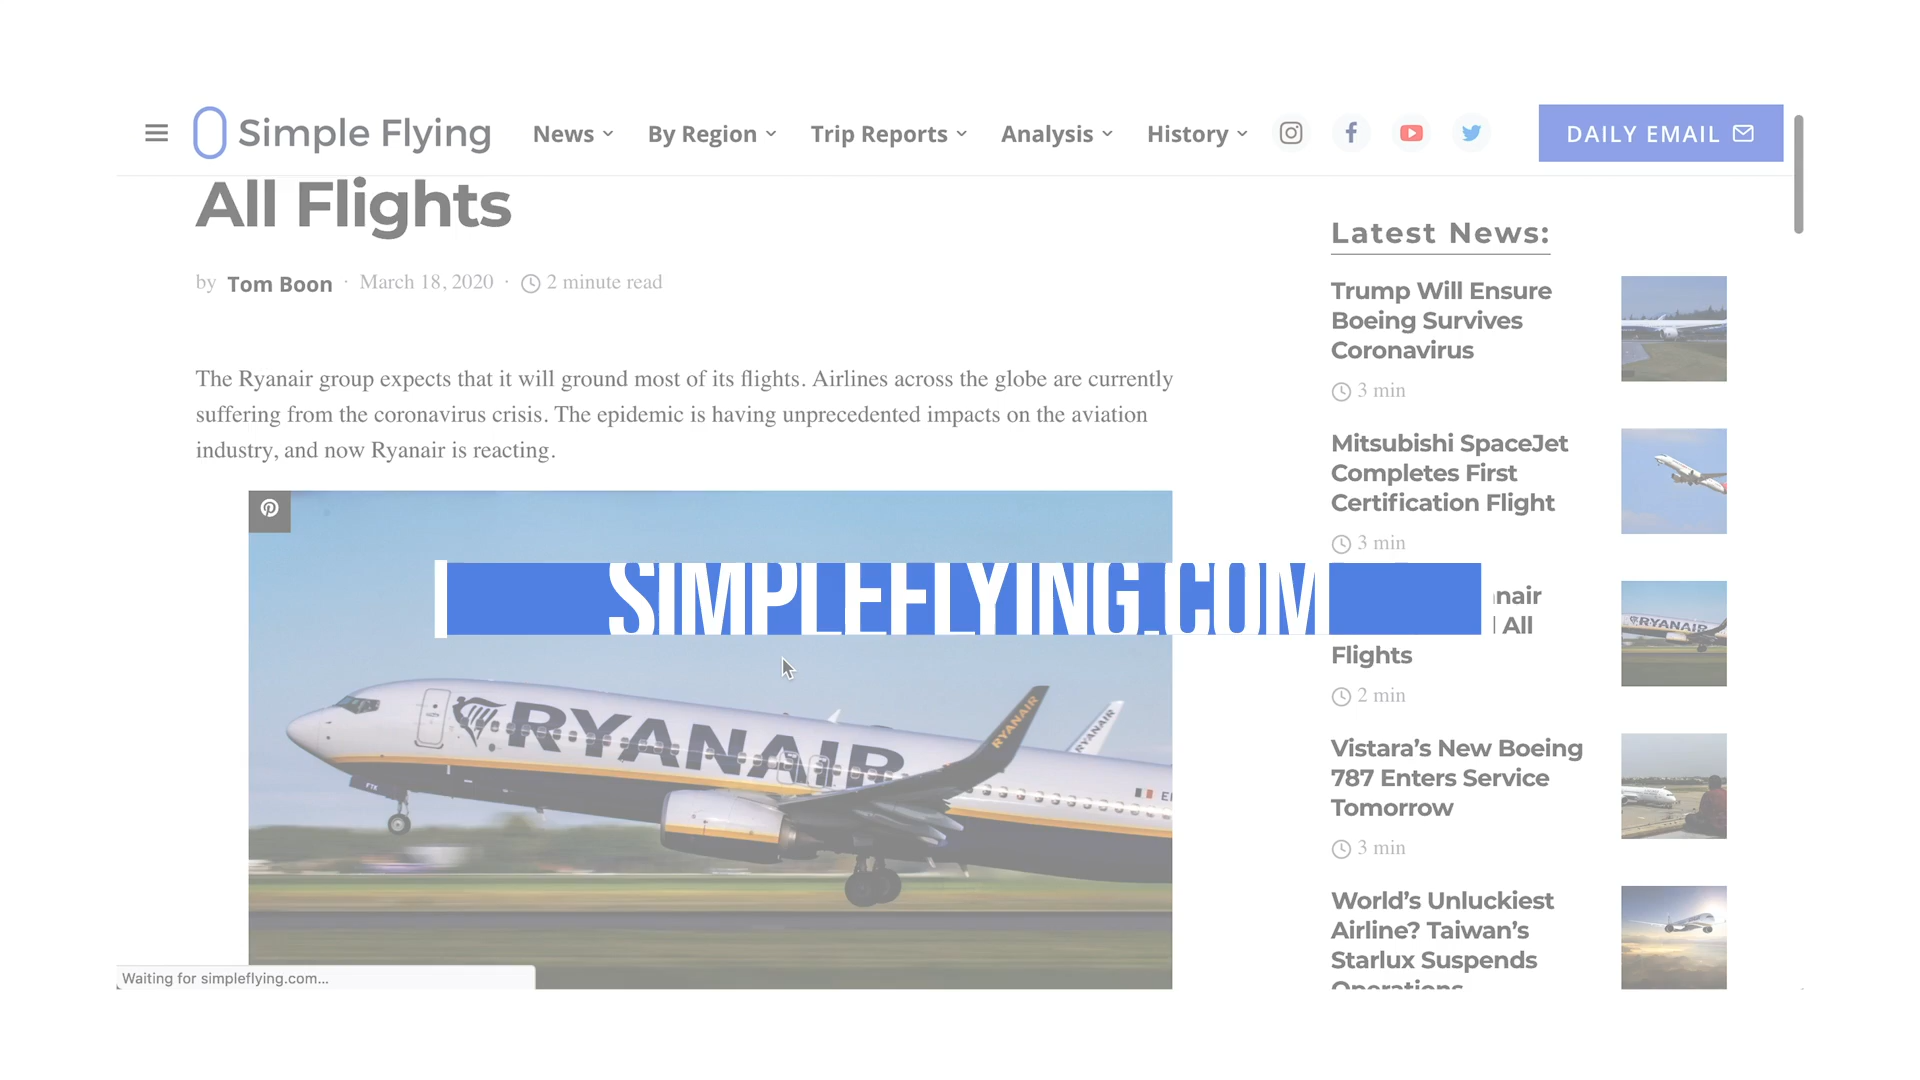 Simple Flying
News
By Region
Trip Reports
Analysis
History
DAILY EMAIL
All Flights
by Tom Boon · March 18, 2020 · 2 minute read
The Ryanair group expects that it will ground most of its flights. Airlines across the globe are currently
suffering from the coronavirus crisis. The epidemic is having unprecedented impacts on the aviation
industry, and now Ryanair is reacting.
SIMPLEFLYING.COM
RYANAIR
RYANAIR
RYANAIR
Waiting for simpleflying.com...
Latest News:
Trump Will Ensure
Boeing Survives
Coronavirus
3 min
Mitsubishi SpaceJet
Completes First
Certification Flight
3 min
nair
All
Flights
2 min
RYANAIR
Vistara's New Boeing
787 Enters Service
Tomorrow
3 min
World's Unluckiest
Airline? Taiwan's
Starlux Suspends
Operations